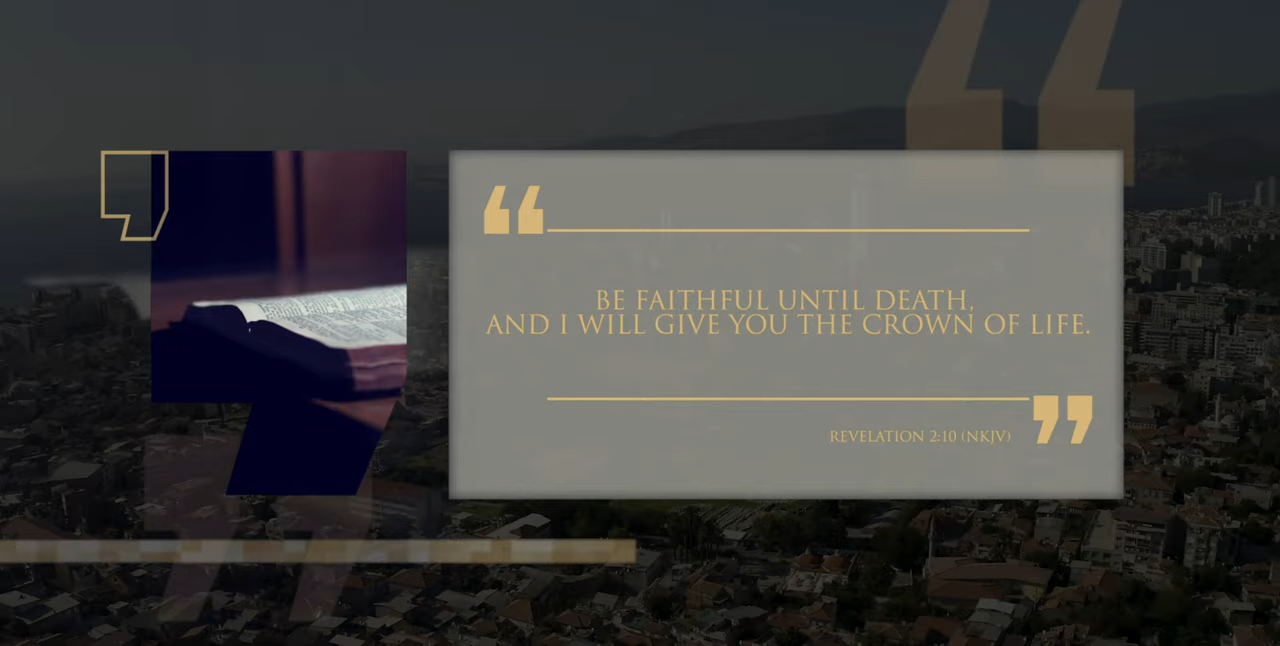 BE FAITHFUL UNTIL DEATH,
AND I WILL GIVE YOU THE CROWN OF LIFE.
REVELATION 2:10 (NKJV)